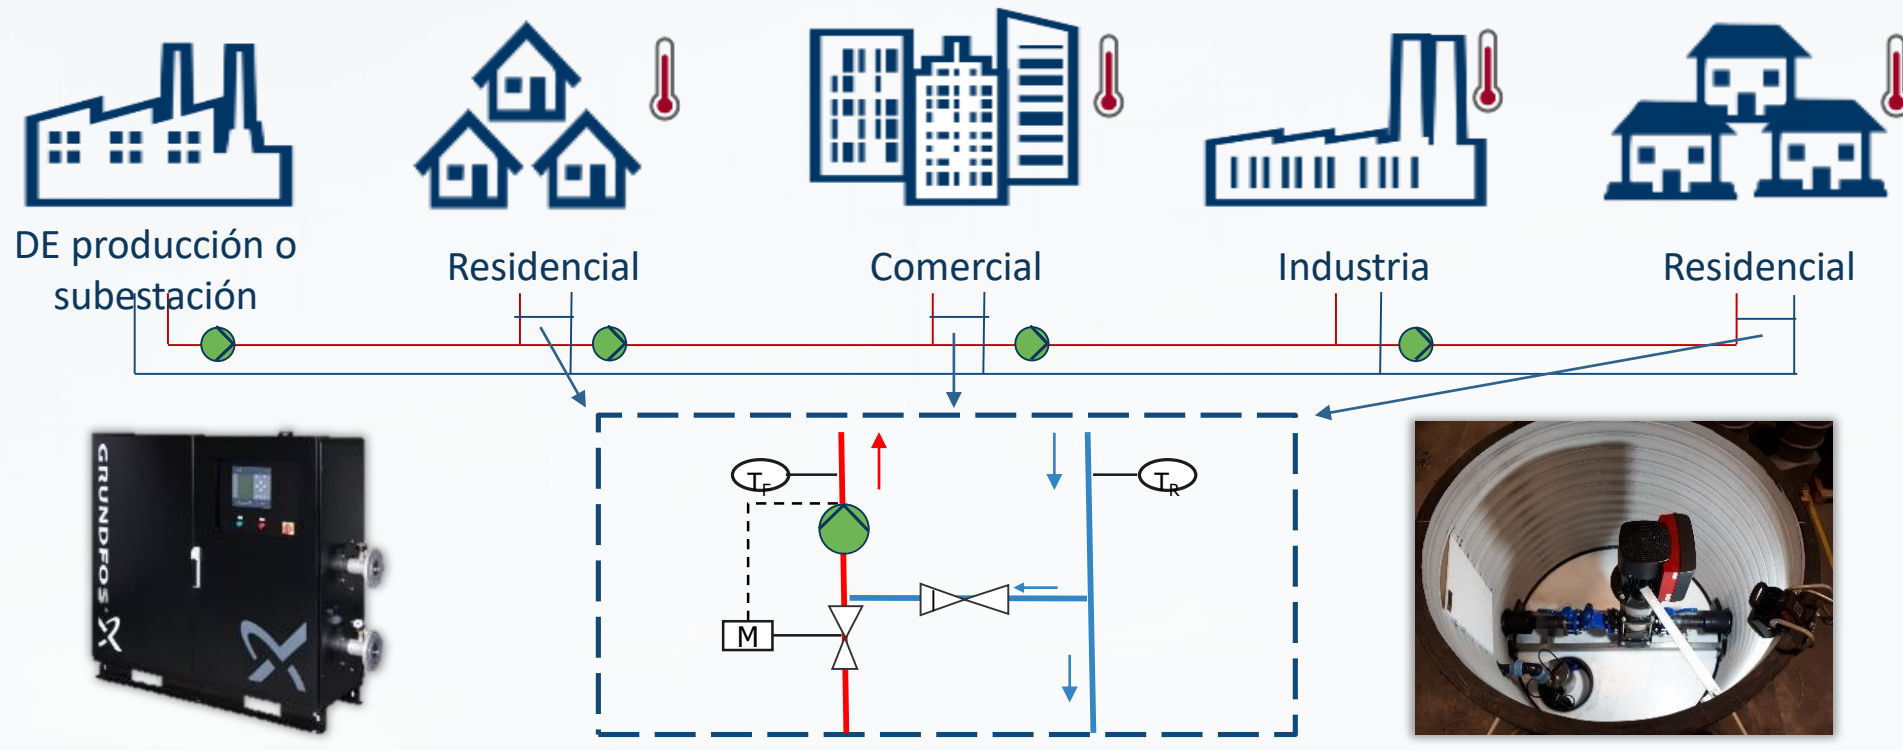 DE producción o
subestación
Residencial
Comercial
Industria
Residencial
GRUNDFOS
TF
TR
M